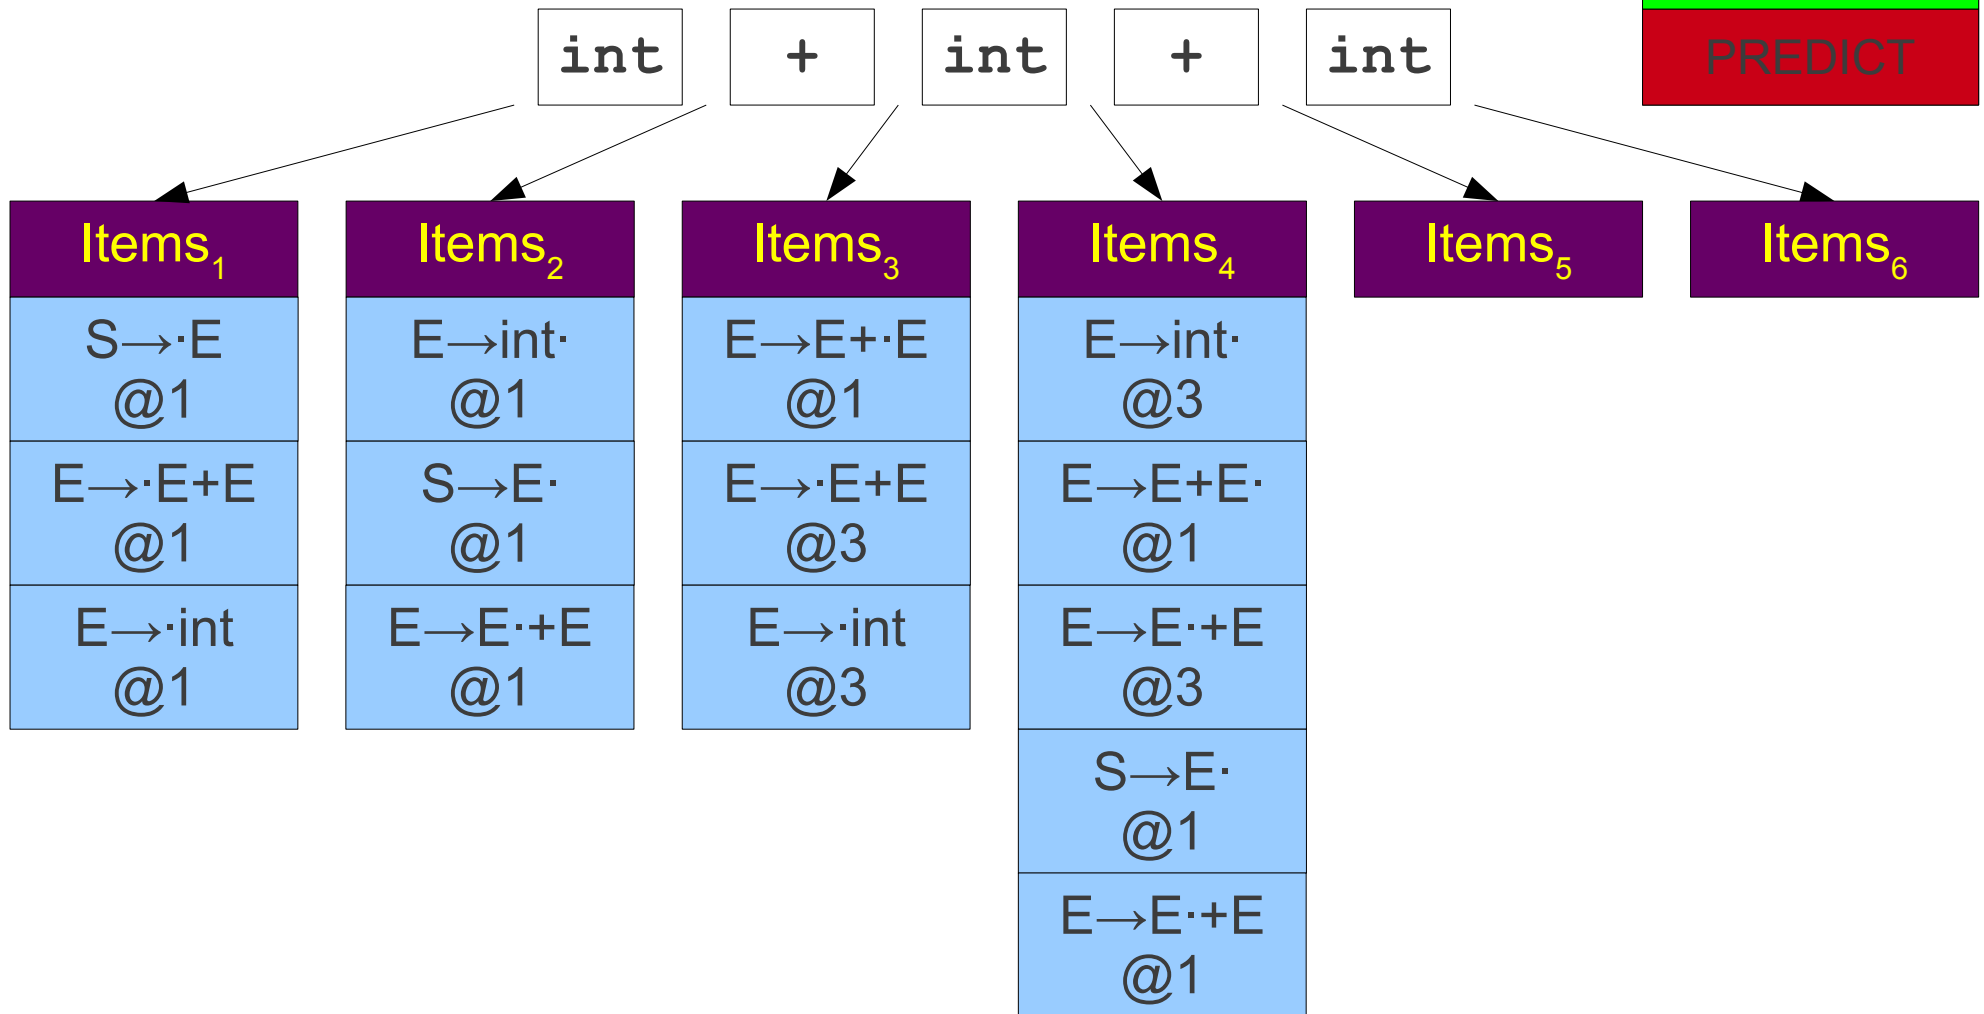 int + int + int
PREDICT
Items1 Items2 Items3 Items4 Items5 Items6
S→·E
@1
E→·E+E
@1
E→·int
@1
E→int·
@1
S→E·
@1
E→E·+E
@1
E→E+·E
@1
E→·E+E
@3
E→·int
@3
E→int·
@3
E→E+E·
@1
E→E·+E
@3
S→E·
@1
E→E·+E
@1